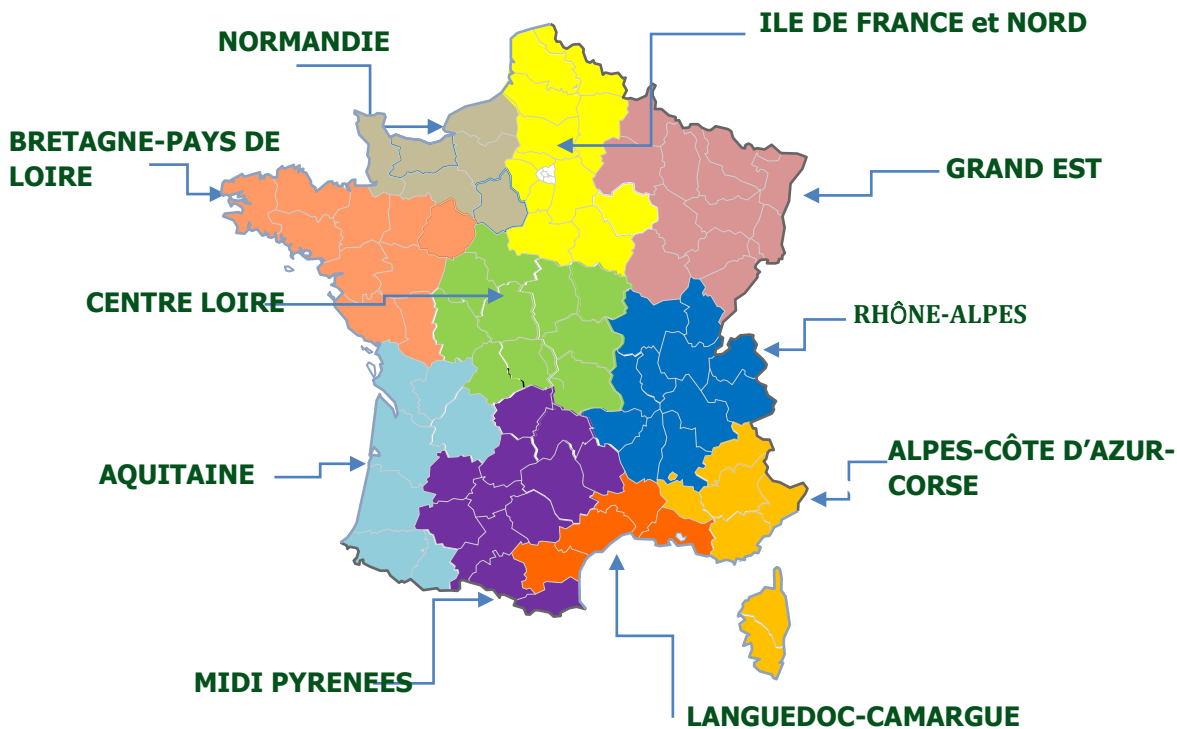 ILE DE FRANCE et NORD
NORMANDIE
BRETAGNE-PAYS DE
LOIRE
GRAND EST
CENTRE LOIRE
RHÔNE-ALPES
AQUITAINE
ALPES-CÔTE D’AZUR-
CORSE
MIDI PYRENEES
LANGUEDOC-CAMARGUE